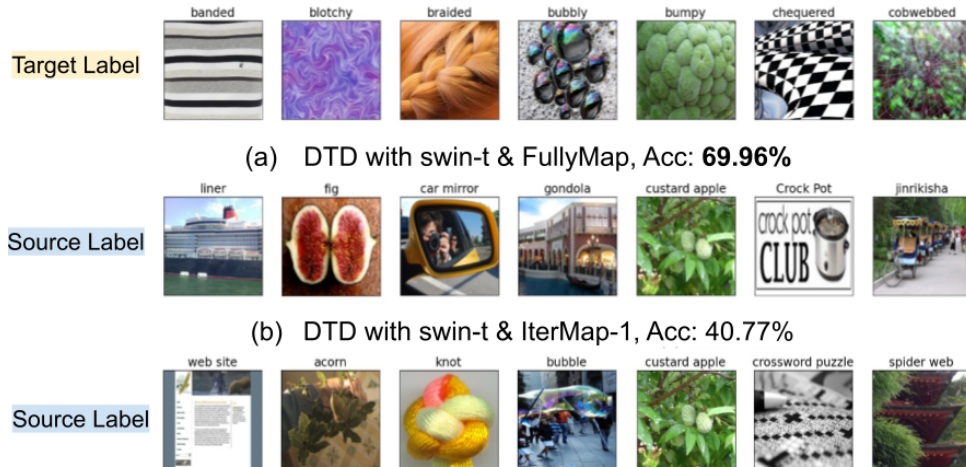 banded blotchy braided bubbly bumpy chequered cobwebbed
Target Label
(a) DTD with swin-t & FullyMap, Acc: 69.96%
liner fig car mirror gondola custard apple Crock Pot jinrikisha
Source Label
crock pot
CLUB
(b) DTD with swin-t & IterMap-1, Acc: 40.77%
web site acorn knot bubble custard apple crossword puzzle spider web
Source Label